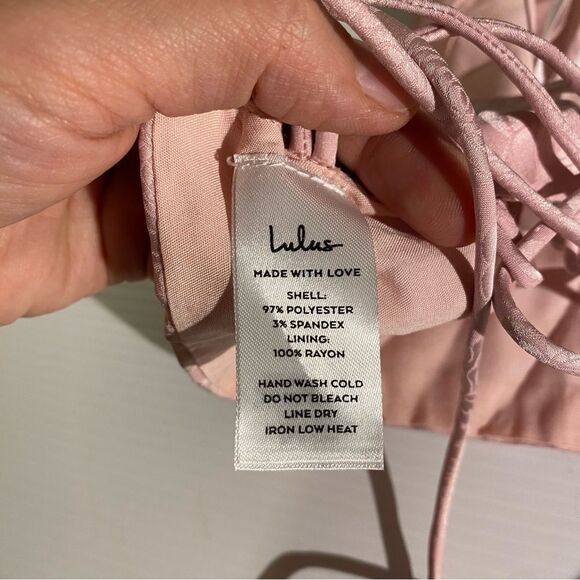 Lulus
MADE WITH LOVE
SHELL:
97% POLYESTER
3% SPANDEX
LINING:
100% RAYON
HAND WASH COLD
DO NOT BLEACH
LINE DRY
IRON LOW HEAT